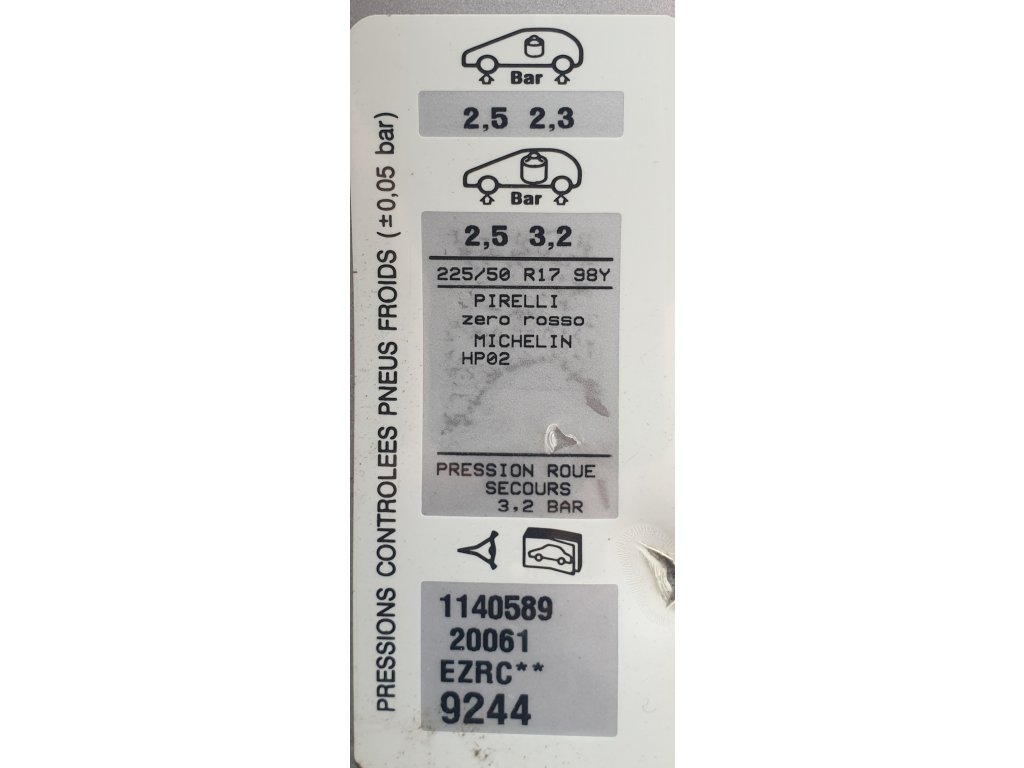 Bar
2,5 2,3
Bar
2,5 3,2
225/50 R17 98Y
PIRELLI
zero rosso
MICHELIN
HP02
PRESSION ROUE
SECOURS
3,2 BAR
1140589
20061
EZRC**
9244
PRESSIONS CONTROLEES PNEUS FROIDS (±0,05 bar)